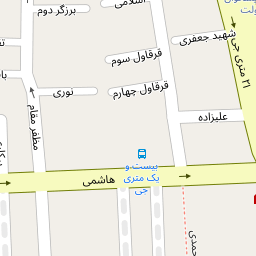 اسلامی
برزگر دوم
شهید جعفری
۲۱ متری جی
قرقاول سوم
نوری
قرقاول چهارم
علیزاده
مظفر مقام
بیست و
یک متری
جی
هاشمی
احمدی